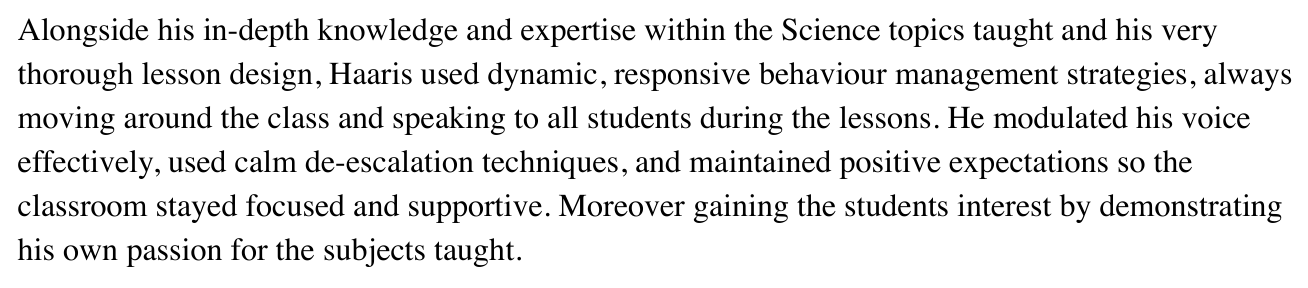 Alongside his in-depth knowledge and expertise within the Science topics taught and his very
thorough lesson design, Haaris used dynamic, responsive behaviour management strategies, always
moving around the class and speaking to all students during the lessons. He modulated his voice
effectively, used calm de-escalation techniques, and maintained positive expectations so the
classroom stayed focused and supportive. Moreover gaining the students interest by demonstrating
his own passion for the subjects taught.